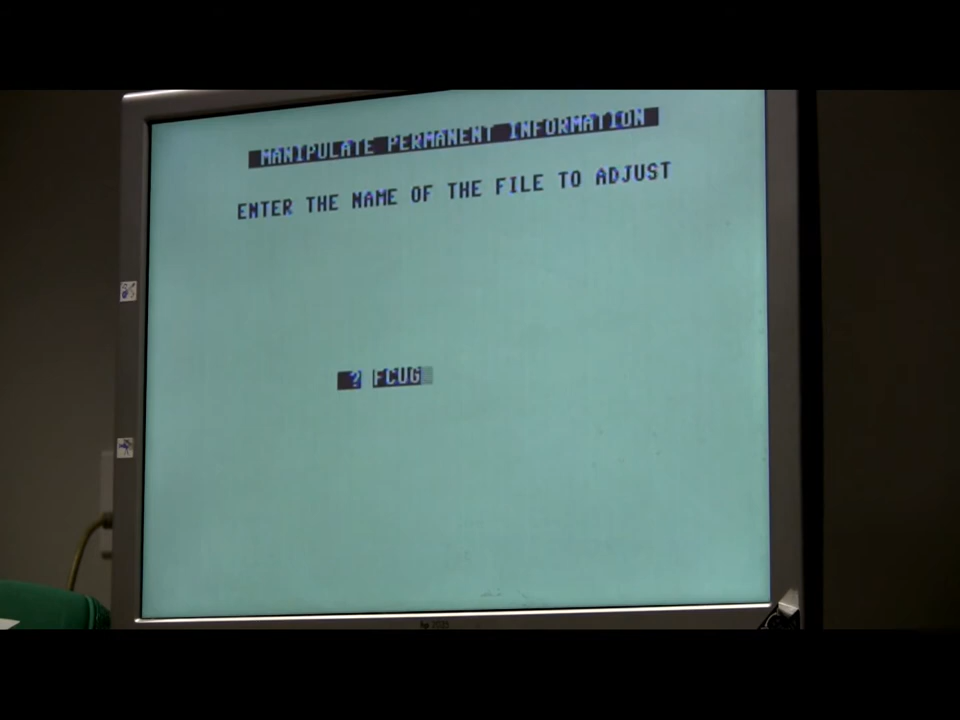 MANIPULATE PERMANENT INFORMATION
ENTER THE NAME OF THE FILE TO ADJUST
? FCUG